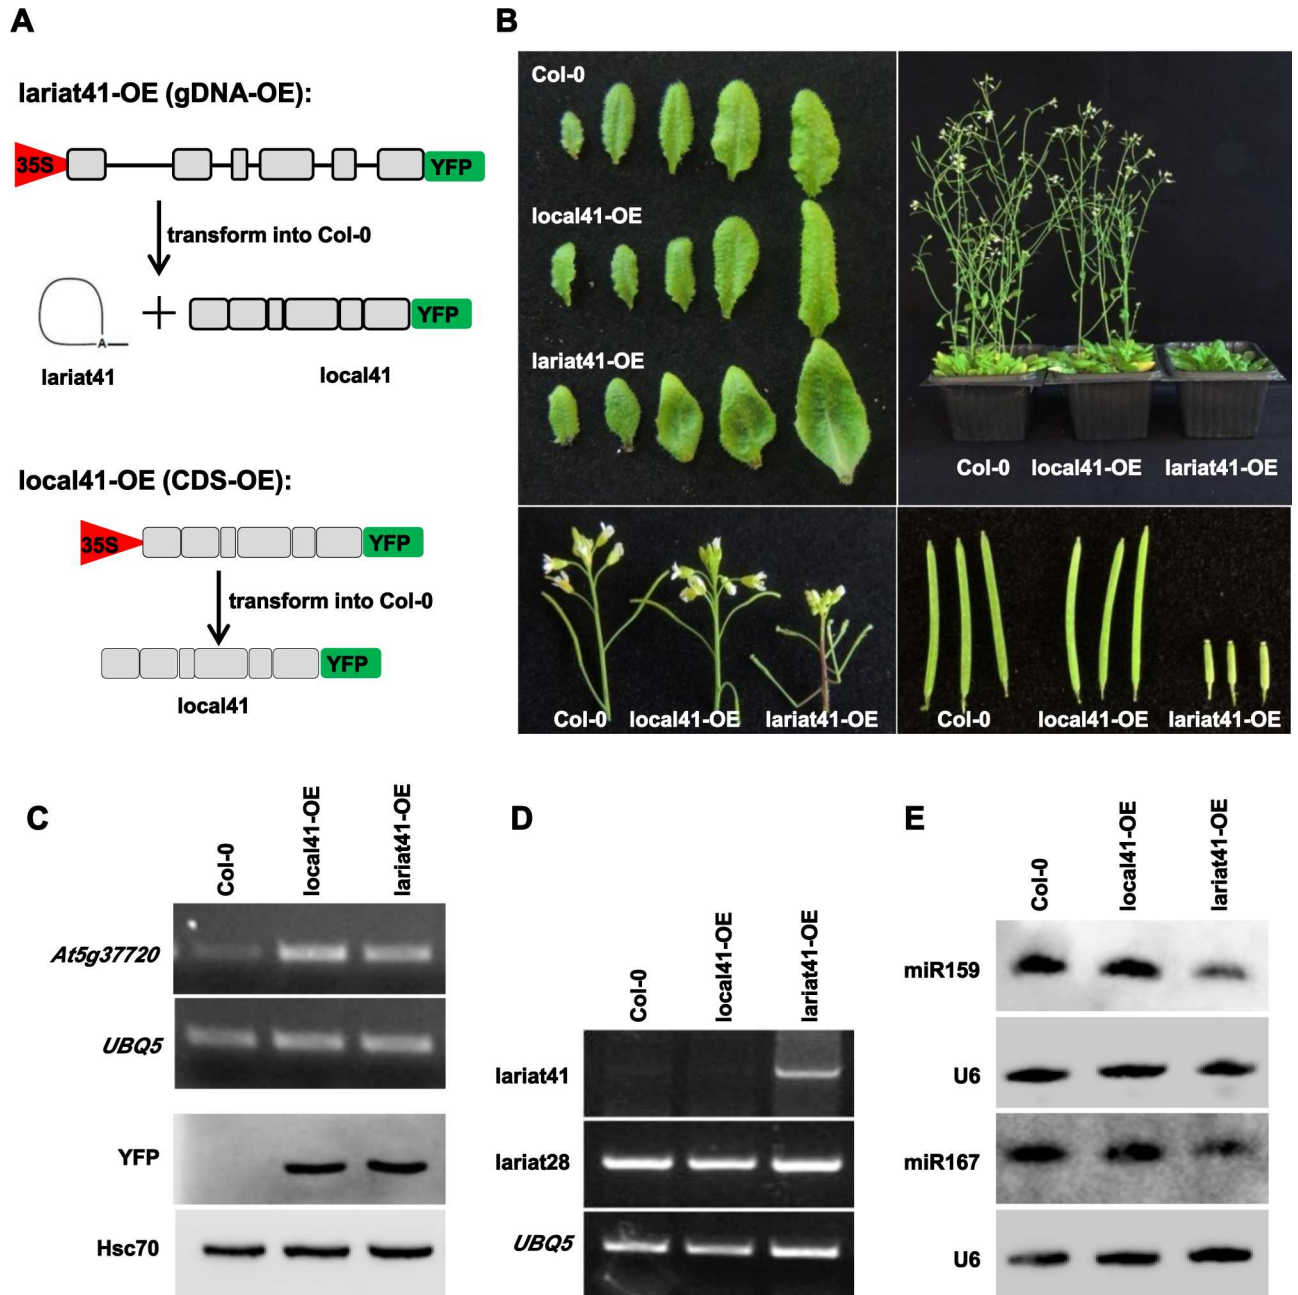 A
lariat41-OE (gDNA-OE):
35S
YFP
transform into Col-0
A
YFP
lariat41
local41
local41-OE (CDS-OE):
35S
YFP
transform into Col-0
YFP
local41
B
Col-0
local41-OE
lariat41-OE
Col-0 local41-OE lariat41-OE
Col-0 local41-OE lariat41-OE
Col-0 local41-OE lariat41-OE
C
Col-0
local41-OE
lariat41-OE
At5g37720
UBQ5
YFP
Hsc70
D
Col-0
local41-OE
lariat41-OE
lariat41
lariat28
UBQ5
E
Col-0
local41-OE
lariat41-OE
miR159
U6
miR167
U6